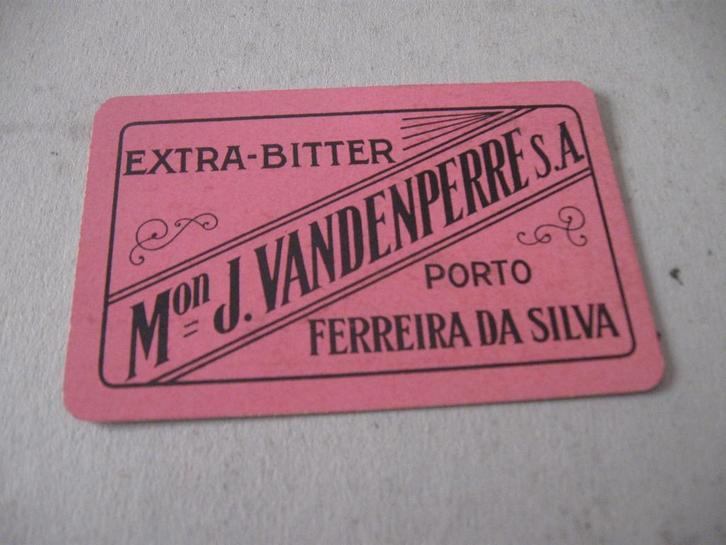 EXTRA-BITTER
Mon J. VANDENPERRE S.A.
PORTO
FERREIRA DA SILVA